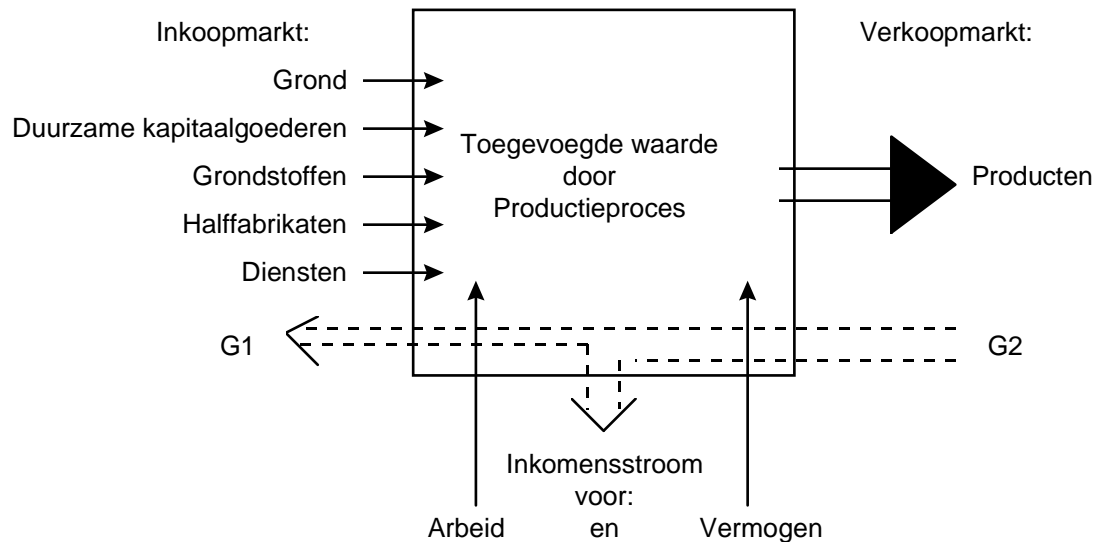 Inkoopmarkt:
Verkoopmarkt:
Grond
Duurzame kapitaalgoederen
Grondstoffen
Halffabrikaten
Diensten
Toegevoegde waarde
door
Productieproces
Producten
G1
G2
Inkomensstroom
voor:
Arbeid en Vermogen